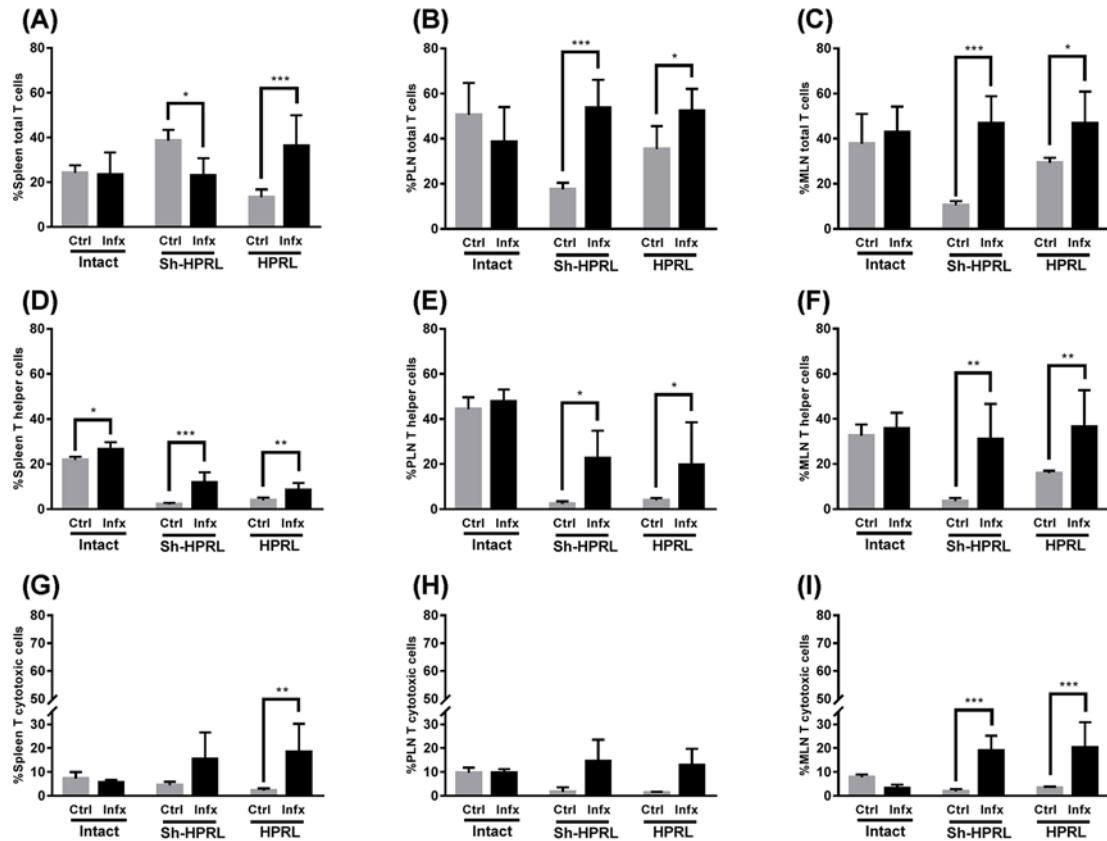 (A)
%Spleen total T cells
80
60
40
20
0
*
***
Ctrl Infx Ctrl Infx Ctrl Infx
Intact Sh-HPRL HPRL
(B)
%PLN total T cells
80
60
40
20
0
***
*
Ctrl Infx Ctrl Infx Ctrl Infx
Intact Sh-HPRL HPRL
(C)
%MLN total T cells
80
60
40
20
0
***
*
Ctrl Infx Ctrl Infx Ctrl Infx
Intact Sh-HPRL HPRL
(D)
%Spleen T helper cells
80
60
40
20
0
*
***
**
Ctrl Infx Ctrl Infx Ctrl Infx
Intact Sh-HPRL HPRL
(E)
%PLN T helper cells
80
60
40
20
0
*
*
Ctrl Infx Ctrl Infx Ctrl Infx
Intact Sh-HPRL HPRL
(F)
%MLN T helper cells
80
60
40
20
0
**
**
Ctrl Infx Ctrl Infx Ctrl Infx
Intact Sh-HPRL HPRL
(G)
%Spleen T cytotoxic cells
80
70
60
50
30
20
10
0
**
Ctrl Infx Ctrl Infx Ctrl Infx
Intact Sh-HPRL HPRL
(H)
%PLN T cytotoxic cells
80
70
60
50
30
20
10
0
Ctrl Infx Ctrl Infx Ctrl Infx
Intact Sh-HPRL HPRL
(I)
%MLN T cytotoxic cells
80
70
60
50
30
20
10
0
***
***
Ctrl Infx Ctrl Infx Ctrl Infx
Intact Sh-HPRL HPRL